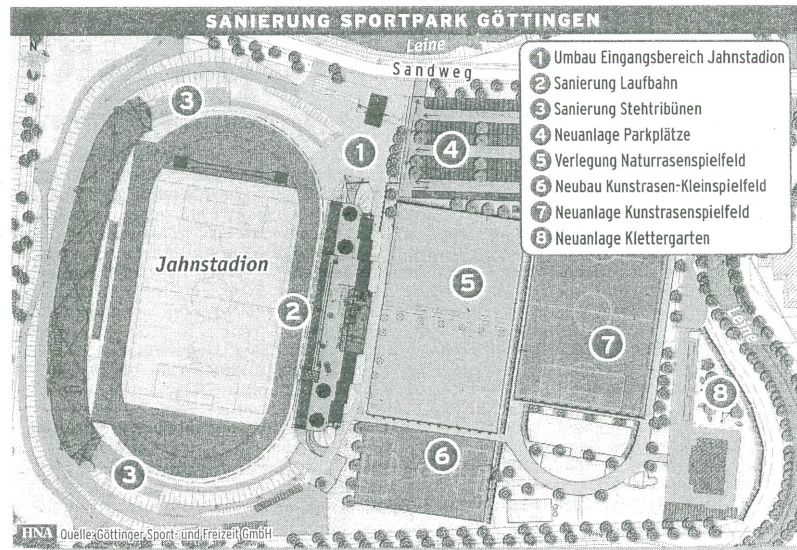 SANIERUNG SPORTPARK GÖTTINGEN
N
Leine
Sandweg
1 Umbau Eingangsbereich Jahnstadion
2 Sanierung Laufbahn
3 Sanierung Stehtribünen
4 Neuanlage Parkplätze
5 Verlegung Naturrasenspielfeld
6 Neubau Kunstrasen-Kleinspielfeld
7 Neuanlage Kunstrasenspielfeld
8 Neuanlage Klettergarten
3
1
4
Jahnstadion
5
2
7
Leine
8
6
3
HNA Quelle: Göttinger Sport- und Freizeit GmbH